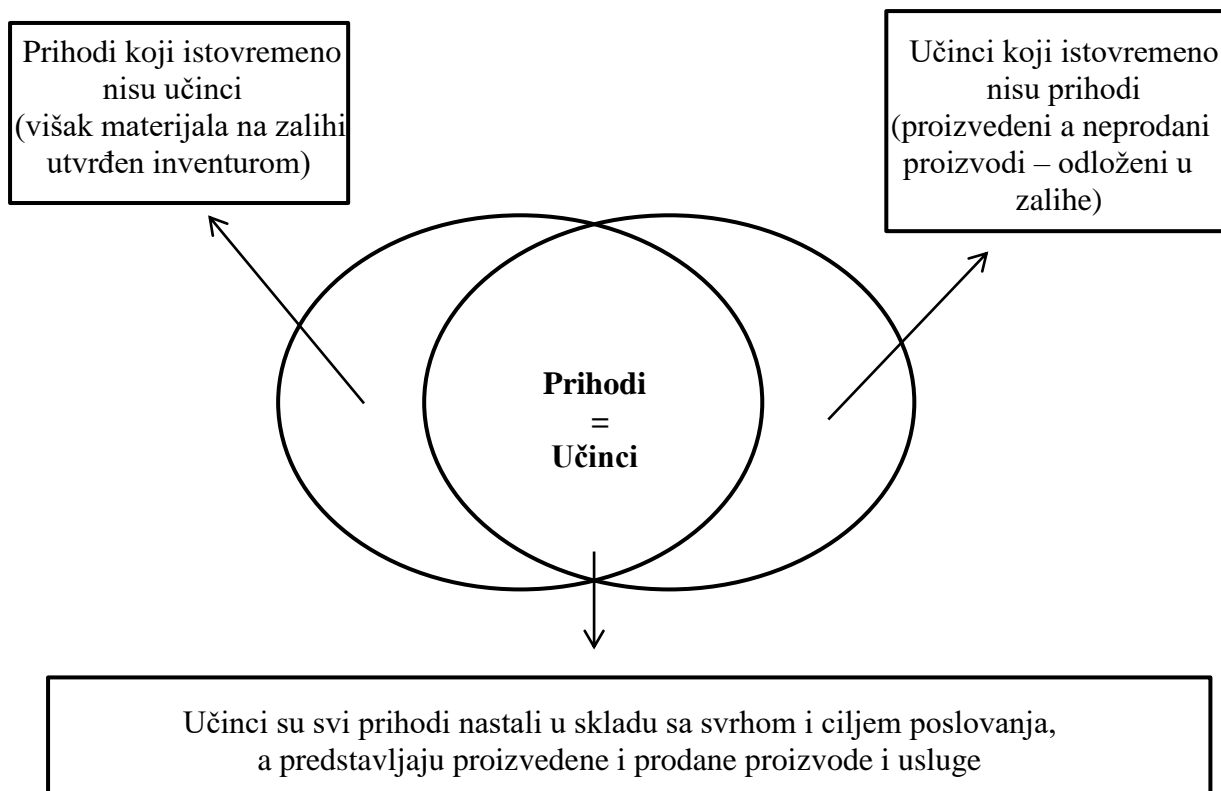 Prihodi koji istovremeno
nisu učinci
(višak materijala na zalihi
utvrđen inventurom)
Učinci koji istovremeno
nisu prihodi
(proizvedeni a neprodani
proizvodi – odloženi u
zalihe)
Prihodi
=
Učinci
Učinci su svi prihodi nastali u skladu sa svrhom i ciljem poslovanja,
a predstavljaju proizvedene i prodane proizvode i usluge